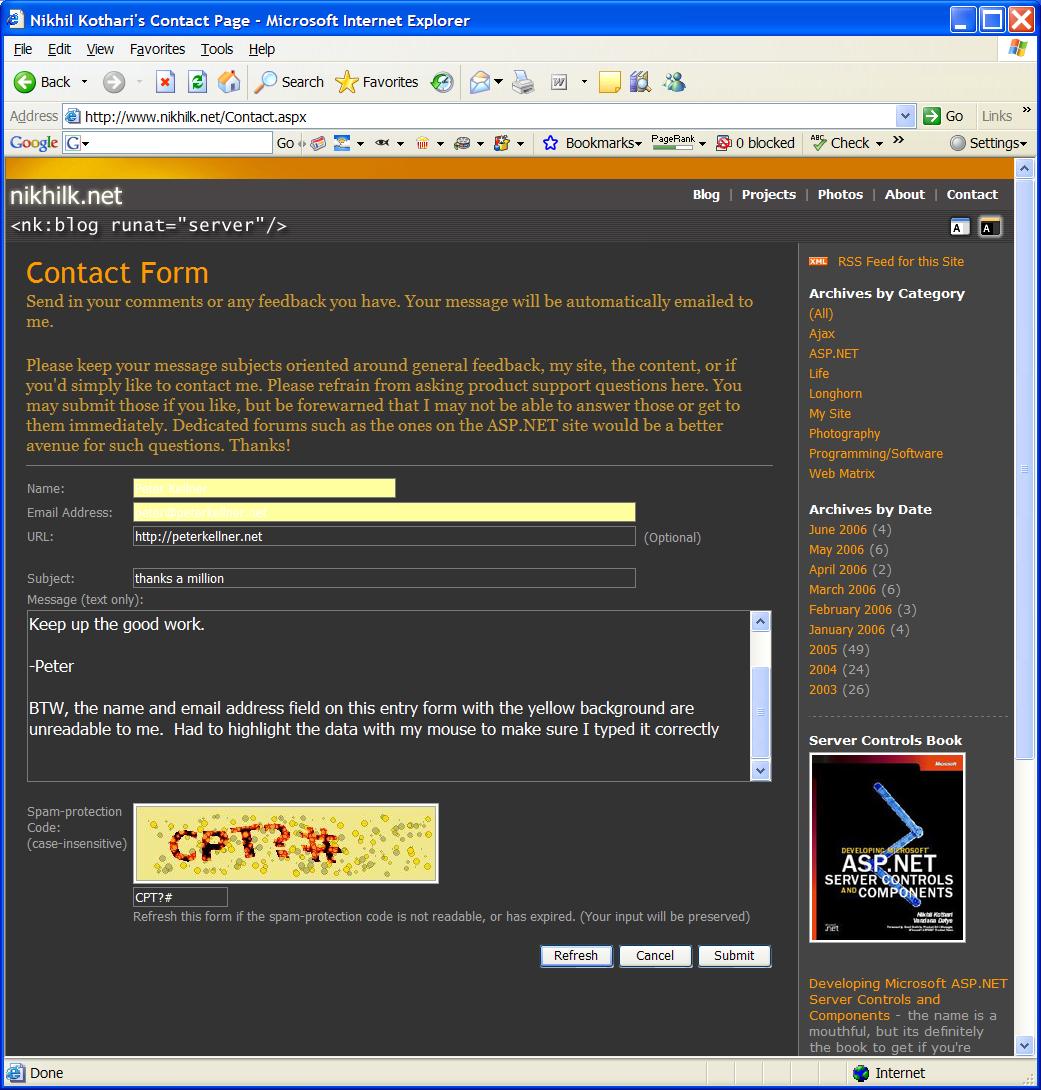 Nikhil Kothari's Contact Page - Microsoft Internet Explorer
File Edit View Favorites Tools Help
Back Search Favorites
Address http://www.nikhilk.net/Contact.aspx Go Links »
Google G Go Bookmarks PageRank 0 blocked ABC Check » Settings
nikhilk.net
Blog | Projects | Photos | About | Contact
<nk:blog runat="server"/>
A A
Contact Form
Send in your comments or any feedback you have. Your message will be automatically emailed to
me.
Please keep your message subjects oriented around general feedback, my site, the content, or if
you'd simply like to contact me. Please refrain from asking product support questions here. You
may submit those if you like, but be forewarned that I may not be able to answer those or get to
them immediately. Dedicated forums such as the ones on the ASP.NET site would be a better
avenue for such questions. Thanks!
Name: Peter Kellner
Email Address: peter@peterkellner.net
URL: http://peterkellner.net (Optional)
Subject: thanks a million
Message (text only):
Keep up the good work.
-Peter
BTW, the name and email address field on this entry form with the yellow background are
unreadable to me. Had to highlight the data with my mouse to make sure I typed it correctly
Spam-protection
Code:
(case-insensitive)
CPT?#
CPT?#
Refresh this form if the spam-protection code is not readable, or has expired. (Your input will be preserved)
Refresh Cancel Submit
XML RSS Feed for this Site
Archives by Category
(All)
Ajax
ASP.NET
Life
Longhorn
My Site
Photography
Programming/Software
Web Matrix
Archives by Date
June 2006 (4)
May 2006 (6)
April 2006 (2)
March 2006 (6)
February 2006 (3)
January 2006 (4)
2005 (49)
2004 (24)
2003 (26)
Server Controls Book
Microsoft
DEVELOPING MICROSOFT
ASP.NET
SERVER CONTROLS
AND COMPONENTS
Nikhil Kothari
Vandana Datye
.net
Developing Microsoft ASP.NET
Server Controls and
Components - the name is a
mouthful, but its definitely
the book to get if you're
Done Internet